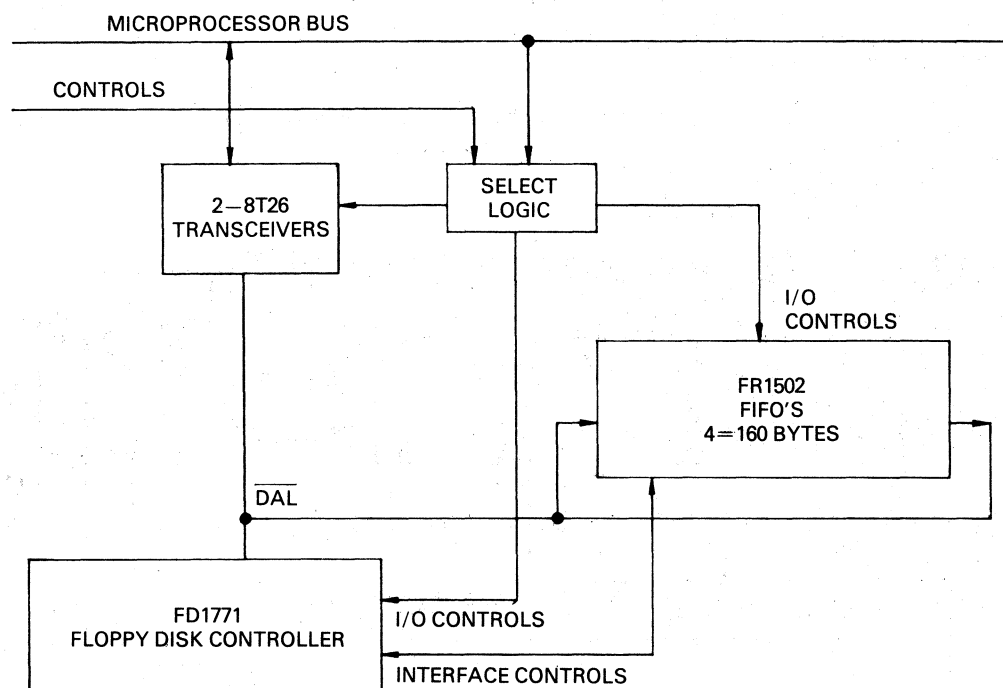 MICROPROCESSOR BUS
CONTROLS
2–8T26
TRANSCEIVERS
SELECT
LOGIC
I/O
CONTROLS
FR1502
FIFO'S
4=160 BYTES
DAL
FD1771
FLOPPY DISK CONTROLLER
I/O CONTROLS
INTERFACE CONTROLS